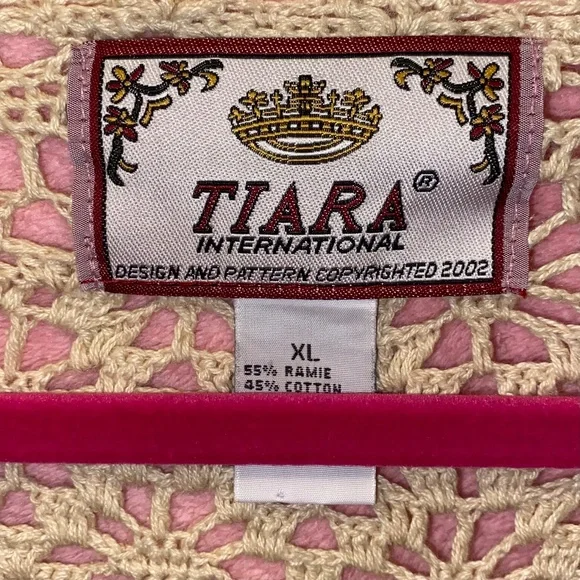 TIARA®
INTERNATIONAL
DESIGN AND PATTERN COPYRIGHTED 2002
XL
55% RAMIE
45% COTTON